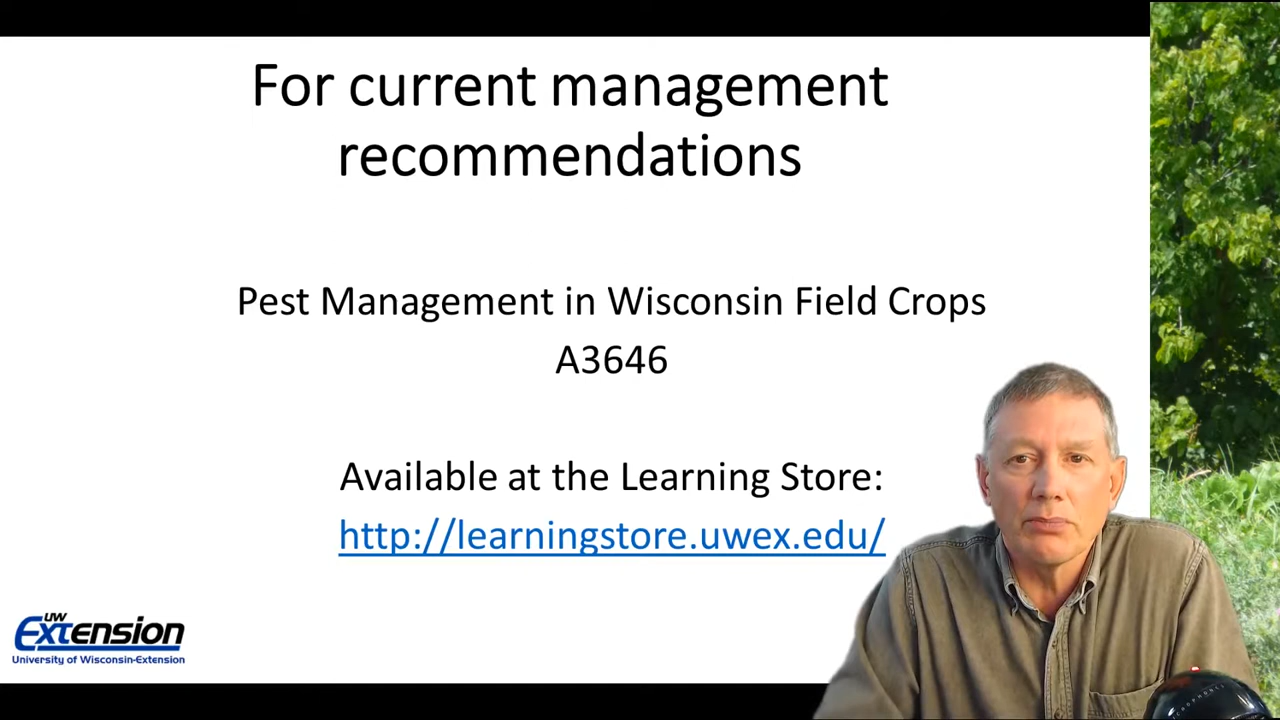 For current management
recommendations
Pest Management in Wisconsin Field Crops
A3646
Available at the Learning Store:
http://learningstore.uwex.edu/
UW
Extension
University of Wisconsin-Extension